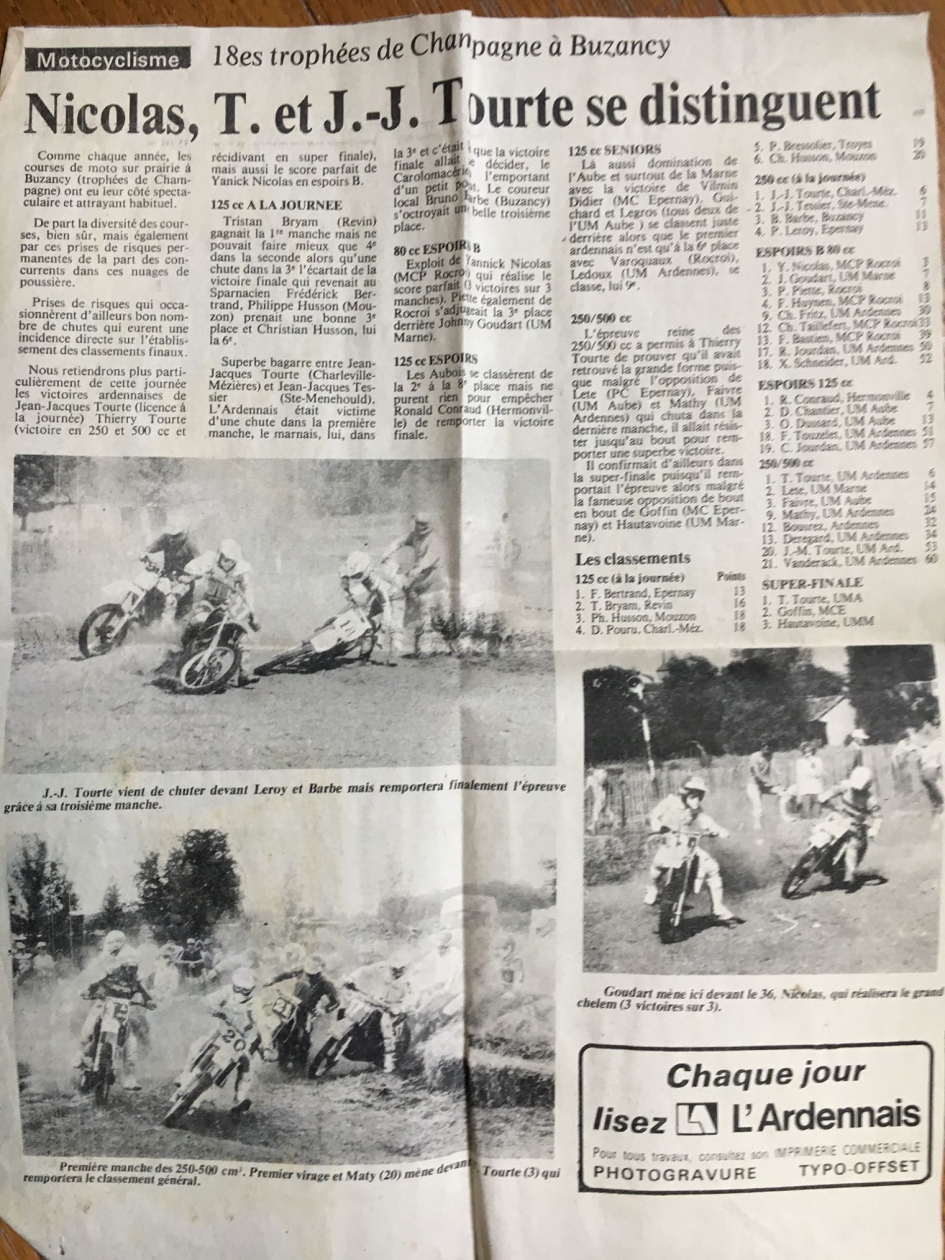 Motocyclisme
18es trophées de Champagne à Buzancy
Nicolas, T. et J.-J. Tourte se distinguent
Comme chaque année, les
courses de moto sur prairie à
Buzancy (trophées de Cham-
pagne) ont eu leur côté specta-
culaire et attrayant habituel.
De part la diversité des cour-
ses, bien sûr, mais également
par ces prises de risques per-
manentes de la part des con-
currents dans ces nuages de
poussière.
Prises de risques qui occa-
sionnèrent d'ailleurs bon nom-
bre de chutes qui eurent une
incidence directe sur l'établis-
sement des classements finaux.
Nous retiendrons plus parti-
culièrement de cette journée
les victoires ardennaises de
Jean-Jacques Tourte (licence à
la journée) Thierry Tourte
(victoire en 250 et 500 cc et
récidivant en super finale),
mais aussi le score parfait de
Yanick Nicolas en espoirs B.
125 cc A LA JOURNEE
Tristan Bryam (Revin)
gagnait la 1re manche mais ne
pouvait faire mieux que 4e
dans la seconde alors qu'une
chute dans la 3e l'écartait de la
victoire finale qui revenait au
Sparnacien Frédérick Ber-
trand, Philippe Husson (Mou-
zon) prenait une bonne 3e
place et Christian Husson, lui
la 6e.
Superbe bagarre entre Jean-
Jacques Tourte (Charleville-
Mézières) et Jean-Jacques Tes-
sier (Ste-Menehould),
L'Ardennais était victime
d'une chute dans la première
manche, le marnais, lui, dans
la 3e et c'était que la victoire
finale allait se décider, le
Carolomacérien l'emportant
d'un petit point. Le coureur
local Bruno Barbe (Buzancy)
s'octroyait une belle troisième
place.
80 cc ESPOIRS B
Exploit de Yannick Nicolas
(MCP Rocroi) qui réalise le
score parfait (3 victoires sur 3
manches). Piette également de
Rocroi s'adjugeait la 3e place
derrière Johnny Goudart (UM
Marne).
125 cc ESPOIRS
Les Aubois se classèrent de
la 2e à la 8e place mais ne
purent rien pour empêcher
Ronald Conraud (Hermonvil-
le) de remporter la victoire
finale.
125 cc SENIORS
Là aussi domination de
l'Aube et surtout de la Marne
avec la victoire de Vilmin
Didier (MC Epernay), Gui-
chard et Legros (tous deux de
l'UM Aube ) se classent juste
derrière alors que le premier
ardennais n'est qu'à la 6e place
avec Varoquaux (Rocroi),
Ledoux (UM Ardennes), se
classe, lui 9e.
250/500 cc
L'épreuve reine des
250/500 cc a permis à Thierry
Tourte de prouver qu'il avait
retrouvé la grande forme puis-
que malgré l'opposition de
Lete (PC Epernay), Faivre
(UM Aube) et Mathy (UM
Ardennes) qui chuta dans la
dernière manche, il allait résis-
ter jusqu'au bout pour rem-
porter une superbe victoire.
Il confirmait d'ailleurs dans
la super-finale puisqu'il rem-
portait l'épreuve alors malgré
la fameuse opposition de bout
en bout de Goffin (MC Eper-
nay) et Hautavoine (UM Mar-
ne).
Les classements
125 cc (à la journée) Points
1. F. Bertrand, Epernay 13
2. T. Bryam, Revin 16
3. Ph. Husson, Mouzon 18
4. D. Pouru, Charl.-Méz. 18
5. P. Bressolier, Troyes 19
6. Ch. Husson, Mouzon 20
250 cc (à la journée)
1. J.-J. Tourte, Charl.-Méz. 6
2. J.-J. Tessier, Ste-Mene. 7
3. B. Barbe, Buzancy 11
4. P. Leroy, Epernay 13
ESPOIRS B 80 cc
1. Y. Nicolas, MCP Rocroi 3
2. J. Goudart, UM Marne 7
3. P. Piette, Rocroi 8
4. F. Huynen, MCP Rocroi 13
9. Ch. Fritz, UM Ardennes 30
12. Ch. Taillefert, MCP Rocroi 33
13. F. Bastien, MCP Rocroi 39
17. R. Jourdan, UM Ardennes 50
18. X. Schneider, UM Ard. 52
ESPOIRS 125 cc
1. R. Conraud, Hermonville 4
2. D. Chantier, UM Aube 7
3. O. Dussard, UM Aube 13
18. F. Touzelet, UM Ardennes 51
19. C. Jourdan, UM Ardennes 57
250/500 cc
1. T. Tourte, UM Ardennes 6
2. Lete, UM Marne 14
3. Faivre, UM Aube 15
9. Mathy, UM Ardennes 24
12. Bourez, Ardennes 32
13. Deregard, UM Ardennes 34
20. J.-M. Tourte, UM Ard. 53
21. Vanderack, UM Ardennes 60
SUPER-FINALE
1. T. Tourte, UMA
2. Goffin, MCE
3. Hautavoine, UMM
J.-J. Tourte vient de chuter devant Leroy et Barbe mais remportera finalement l'épreuve
grâce à sa troisième manche.
20
Première manche des 250-500 cm³. Premier virage et Maty (20) mène devant Tourte (3) qui
remportera le classement général.
Goudart mène ici devant le 36, Nicolas, qui réalisera le grand
chelem (3 victoires sur 3).
Chaque jour
lisez L'Ardennais
Pour tous travaux, consultez son IMPRIMERIE COMMERCIALE
PHOTOGRAVURE TYPO-OFFSET